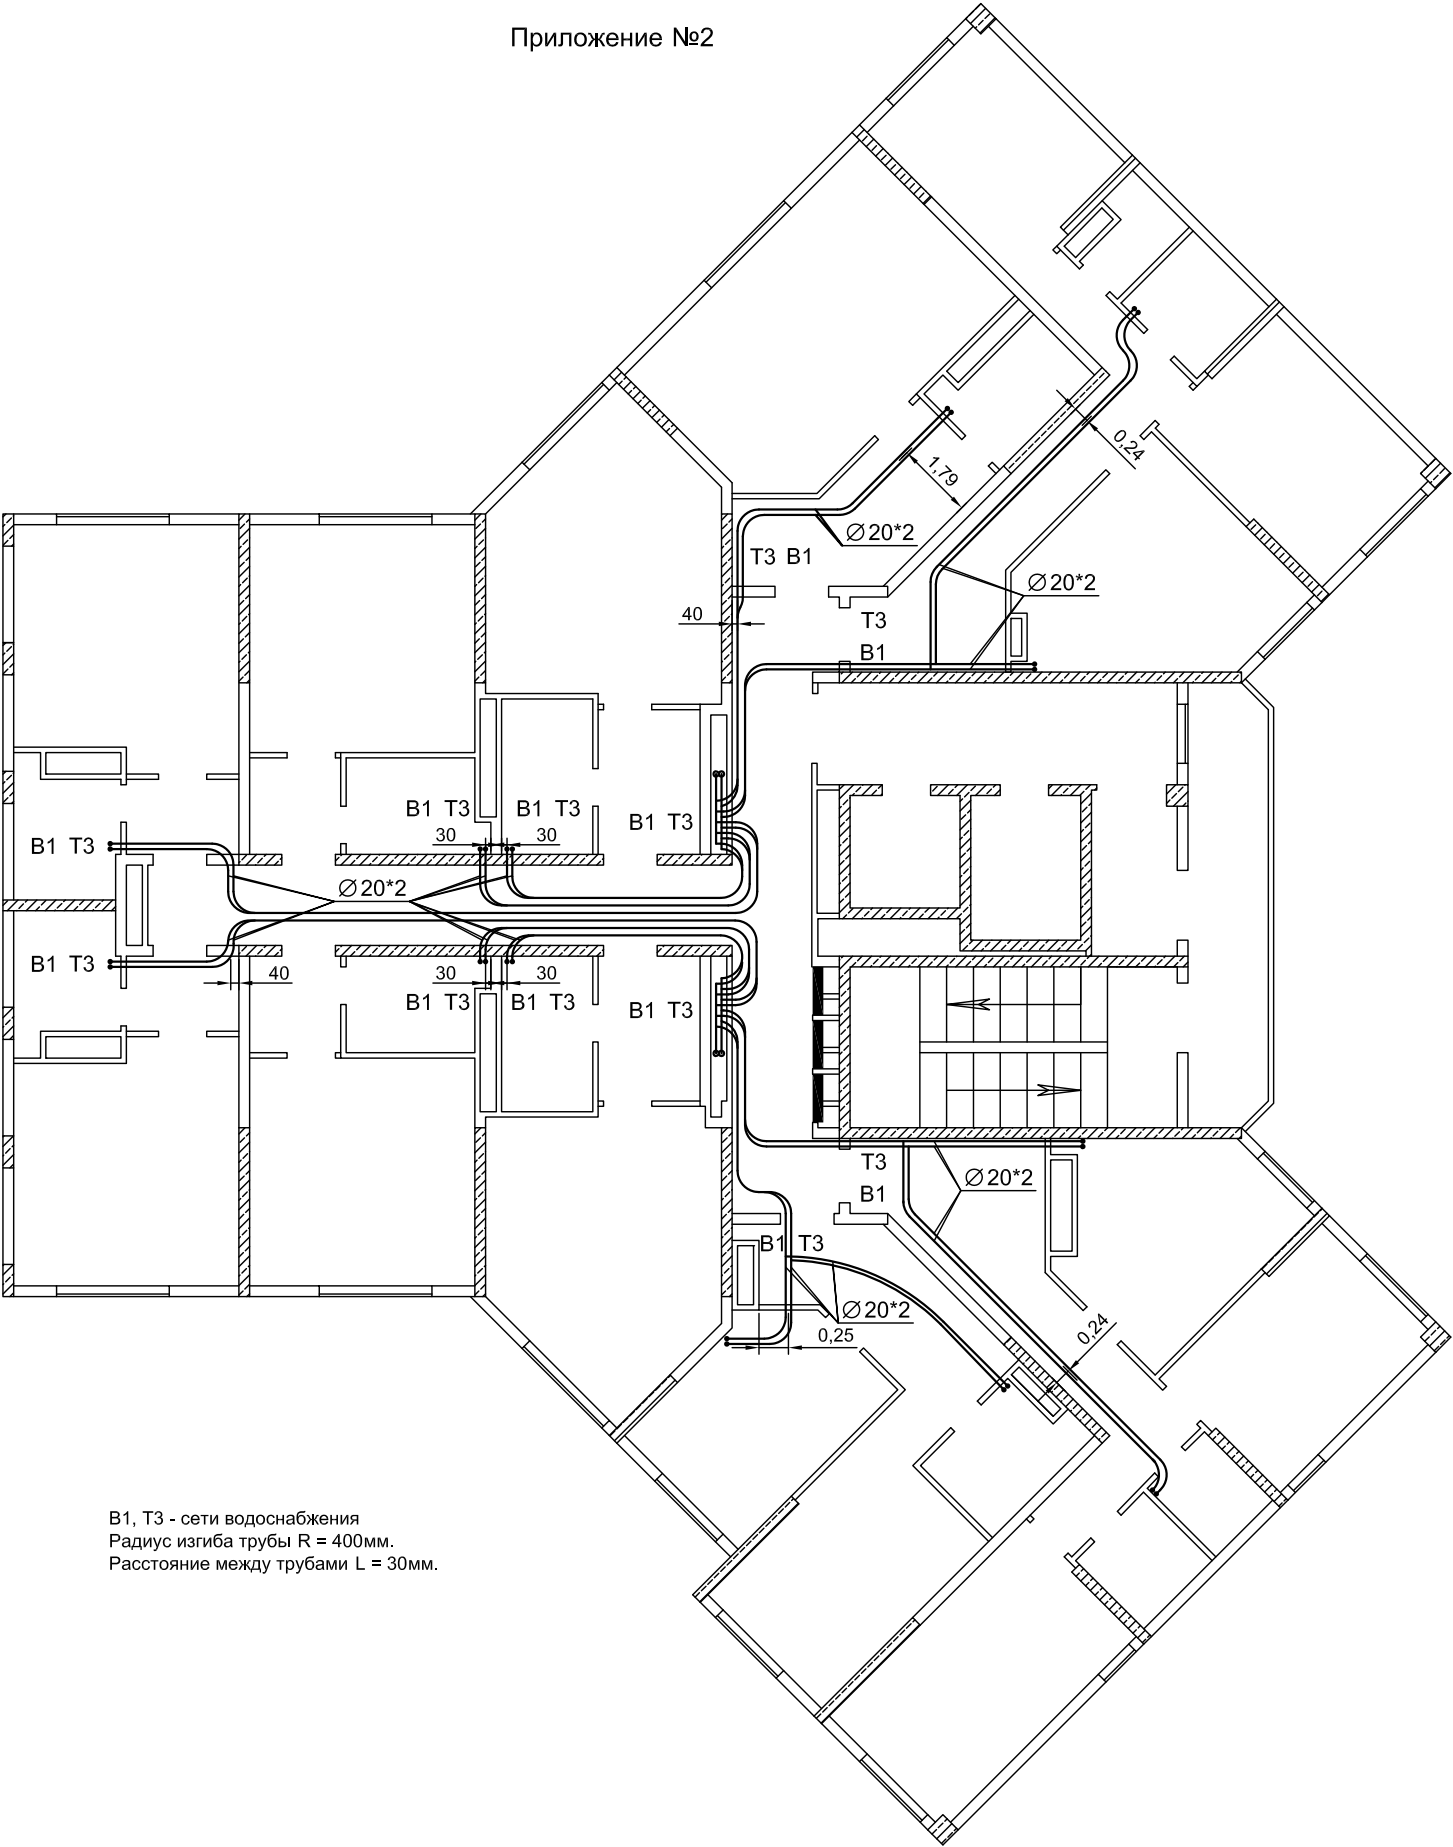 Приложение №2
0,24
1,79
∅20*2
Т3 В1
∅20*2
40
Т3
В1
В1 Т3
В1 Т3
В1 Т3
30
30
В1 Т3
∅20*2
В1 Т3
40
30
30
В1 Т3
В1 Т3
В1 Т3
Т3
В1
∅20*2
В1 Т3
∅20*2
0,25
0,24
В1, Т3 - сети водоснабжения
Радиус изгиба трубы R = 400мм.
Расстояние между трубами L = 30мм.